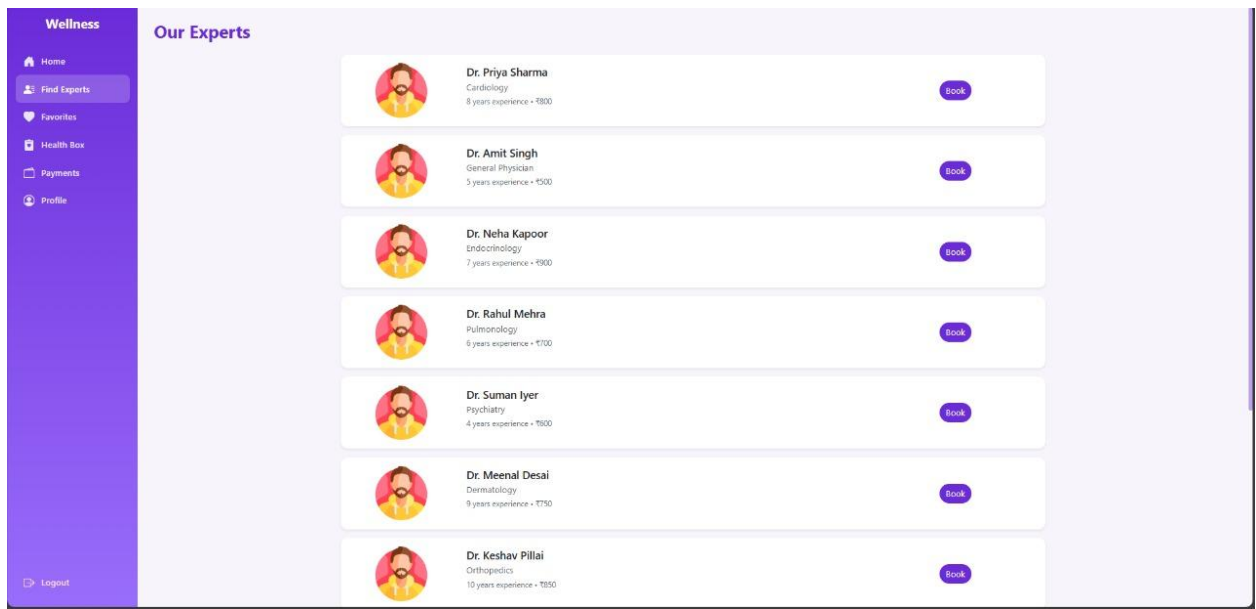 Wellness
Home
Find Experts
Favorites
Health Box
Payments
Profile
Logout
Our Experts
Dr. Priya Sharma
Cardiology
8 years experience • ₹800
Book
Dr. Amit Singh
General Physician
5 years experience • ₹500
Book
Dr. Neha Kapoor
Endocrinology
7 years experience • ₹900
Book
Dr. Rahul Mehra
Pulmonology
6 years experience • ₹700
Book
Dr. Suman Iyer
Psychiatry
4 years experience • ₹600
Book
Dr. Meenal Desai
Dermatology
9 years experience • ₹750
Book
Dr. Keshav Pillai
Orthopedics
10 years experience • ₹850
Book